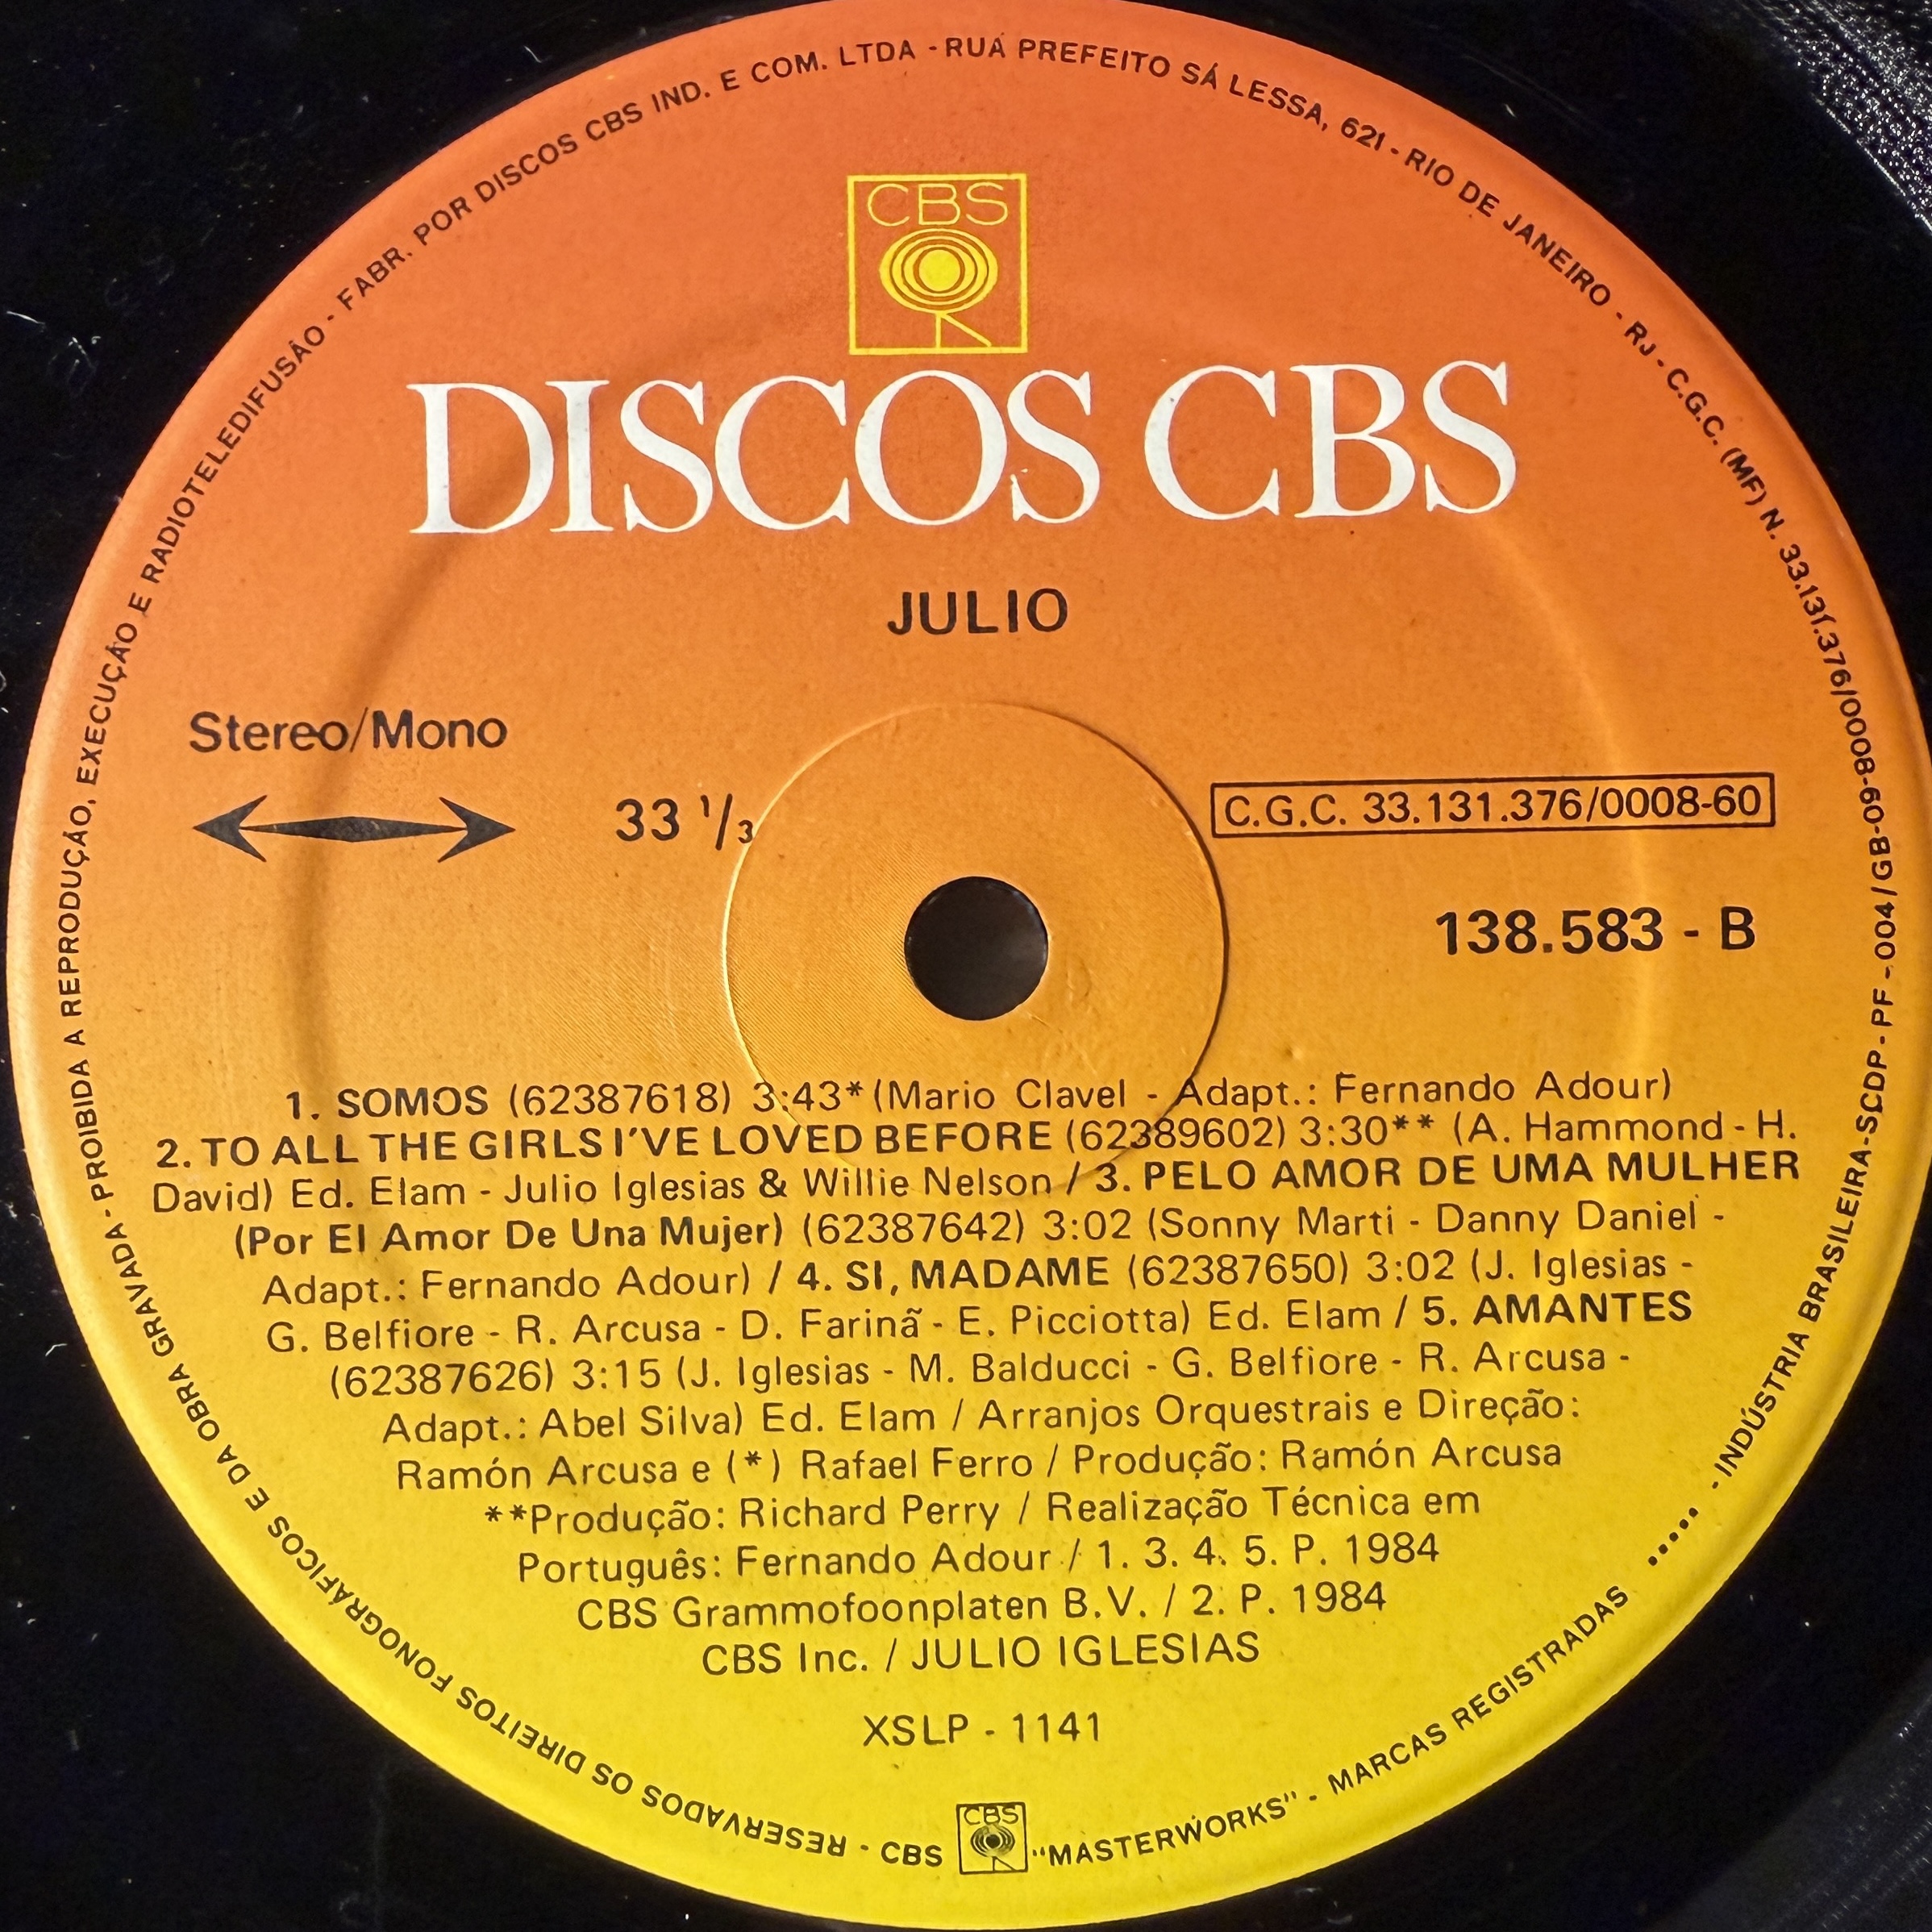 FABR. POR DISCOS CBS IND. E COM. LTDA - RUA PREFEITO SÁ LESSA, 621 - RIO DE JANEIRO - RJ - C.G.C. (MF) N. 33.131.376/0008-60-GB-004/SCDP-PF - INDÚSTRIA BRASILEIRA -
CBS
DISCOS CBS
JULIO
Stereo/Mono
33 1/3
C.G.C. 33.131.376/0008-60
138.583 - B
1. SOMOS (62387618) 3:43* (Mario Clavel - Adapt.: Fernando Adour)
2. TO ALL THE GIRLS I'VE LOVED BEFORE (62389602) 3:30** (A. Hammond - H.
David) Ed. Elam - Julio Iglesias & Willie Nelson / 3. PELO AMOR DE UMA MULHER
(Por El Amor De Una Mujer) (62387642) 3:02 (Sonny Marti - Danny Daniel -
Adapt.: Fernando Adour) / 4. SI, MADAME (62387650) 3:02 (J. Iglesias -
G. Belfiore - R. Arcusa - D. Farinã - E. Picciotta) Ed. Elam / 5. AMANTES
(62387626) 3:15 (J. Iglesias - M. Balducci - G. Belfiore - R. Arcusa -
Adapt.: Abel Silva) Ed. Elam / Arranjos Orquestrais e Direção:
Ramón Arcusa e (*) Rafael Ferro / Produção: Ramón Arcusa
**Produção: Richard Perry / Realização Técnica em
Português: Fernando Adour / 1. 3. 4. 5. P. 1984
CBS Grammofoonplaten B.V. / 2. P. 1984
CBS Inc. / JULIO IGLESIAS
XSLP - 1141
CBS CBS "MASTERWORKS" - MARCAS REGISTRADAS .....
RESERVADOS OS DIREITOS FONOGRÁFICOS E DA OBRA GRAVADA - PROIBIDA A REPRODUÇÃO, EXECUÇÃO E RADIOTELEDIFUSÃO -